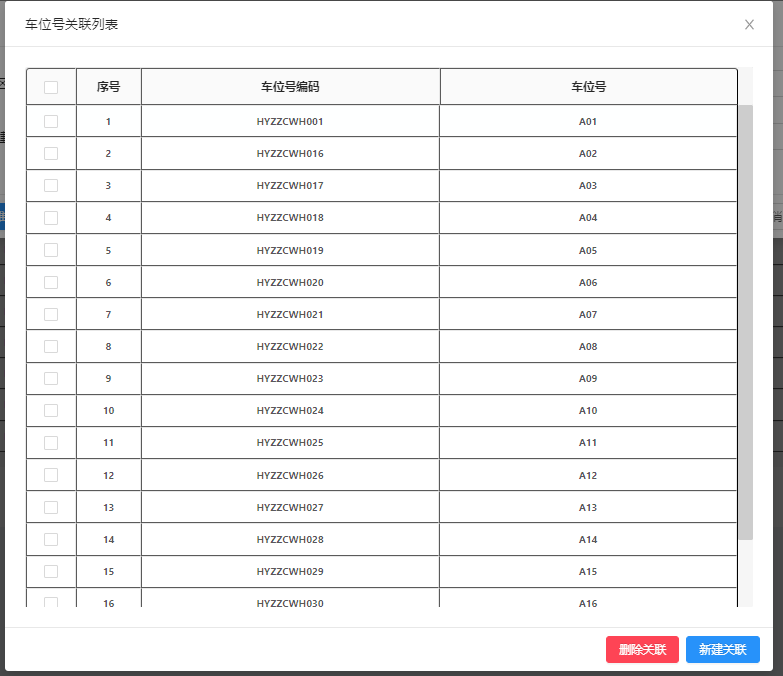 车位号关联列表
序号 车位号编码 车位号
1 HYZZCWH001 A01
2 HYZZCWH016 A02
3 HYZZCWH017 A03
4 HYZZCWH018 A04
5 HYZZCWH019 A05
6 HYZZCWH020 A06
7 HYZZCWH021 A07
8 HYZZCWH022 A08
9 HYZZCWH023 A09
10 HYZZCWH024 A10
11 HYZZCWH025 A11
12 HYZZCWH026 A12
13 HYZZCWH027 A13
14 HYZZCWH028 A14
15 HYZZCWH029 A15
16 HYZZCWH030 A16
删除关联 新建关联